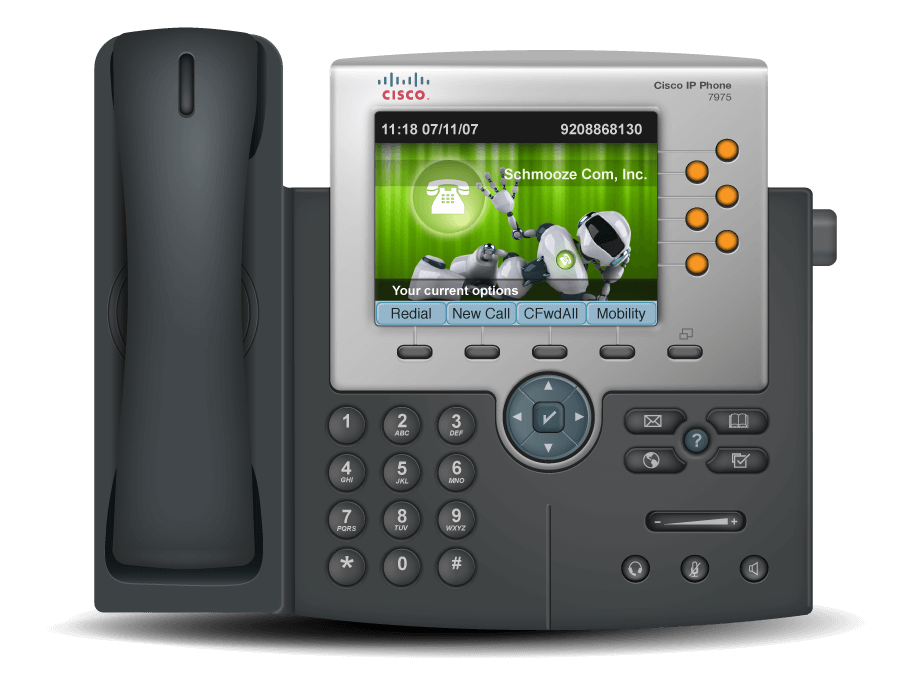 CISCO.
Cisco IP Phone
7975
11:18 07/11/07 9208868130
Schmooze Com, Inc.
Your current options
Redial New Call CFwdAll Mobility
1 2 3
ABC DEF
4 5 6
GHI JKL MNO
7 8 9
PQRS TUV WXYZ
* 0 #
?
- +